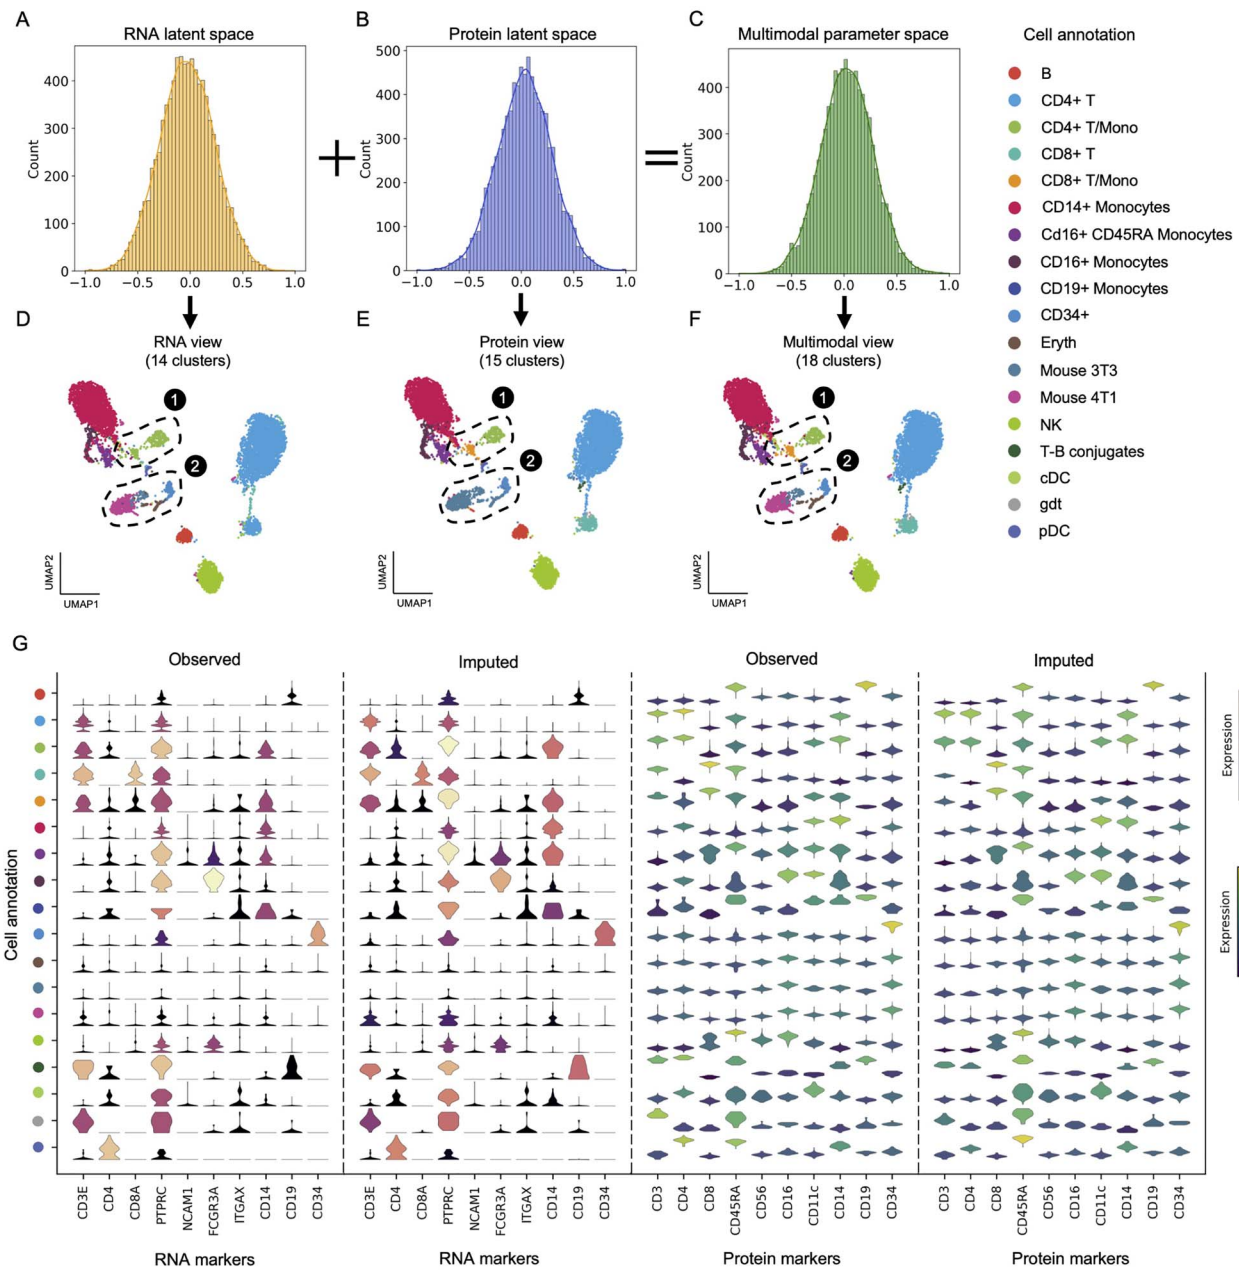 A
B
C
RNA latent space
Protein latent space
Multimodal parameter space
Cell annotation
Count
400
300
200
100
0
−1.0 −0.5 0.0 0.5 1.0
Count
500
400
300
200
100
0
−1.0 −0.5 0.0 0.5 1.0
Count
400
300
200
100
0
−1.0 −0.5 0.0 0.5 1.0
+
=
B
CD4+ T
CD4+ T/Mono
CD8+ T
CD8+ T/Mono
CD14+ Monocytes
Cd16+ CD45RA Monocytes
CD16+ Monocytes
CD19+ Monocytes
CD34+
Eryth
Mouse 3T3
Mouse 4T1
NK
T-B conjugates
cDC
gdt
pDC
D
E
F
RNA view
(14 clusters)
Protein view
(15 clusters)
Multimodal view
(18 clusters)
1
2
1
2
1
2
UMAP2
UMAP1
UMAP2
UMAP1
UMAP2
UMAP1
G
Observed
Imputed
Observed
Imputed
Cell annotation
Expression
Expression
CD3E CD4 CD8A PTPRC NCAM1 FCGR3A ITGAX CD14 CD19 CD34
CD3E CD4 CD8A PTPRC NCAM1 FCGR3A ITGAX CD14 CD19 CD34
CD3 CD4 CD8 CD45RA CD56 CD16 CD11c CD14 CD19 CD34
CD3 CD4 CD8 CD45RA CD56 CD16 CD11c CD14 CD19 CD34
RNA markers
RNA markers
Protein markers
Protein markers